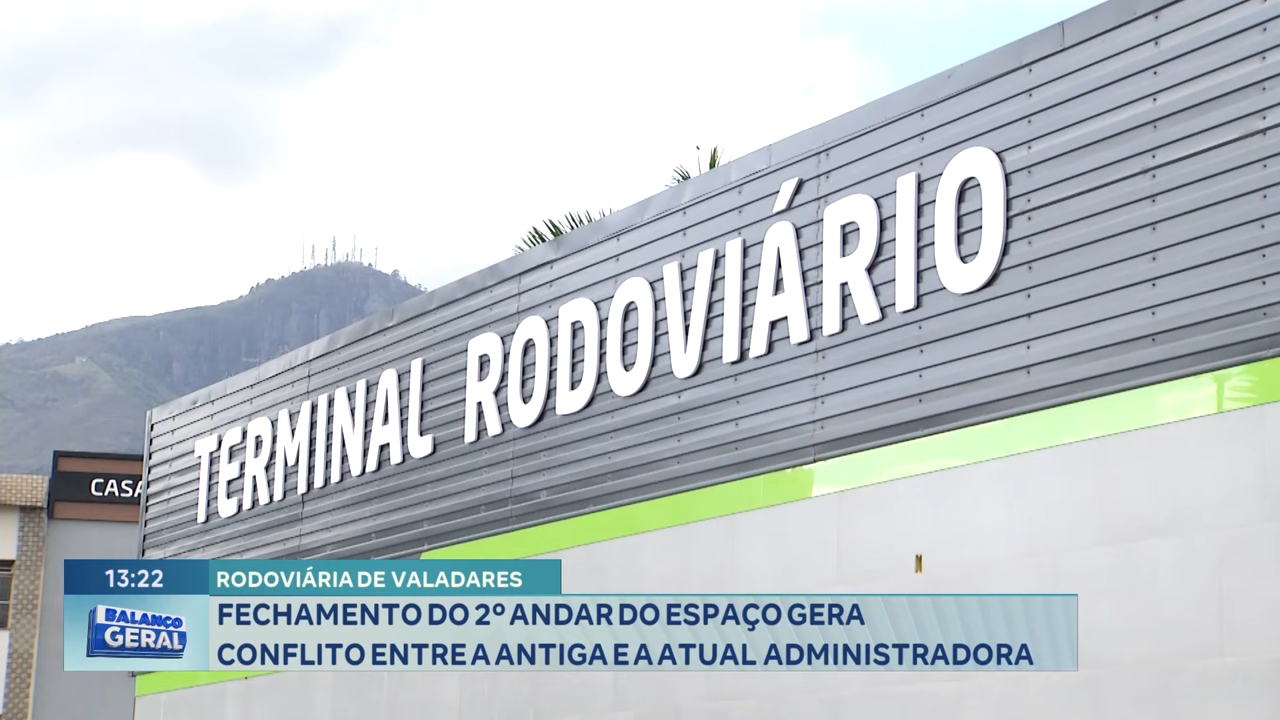 TERMINAL RODOVIÁRIO
CASA
13:22
RODOVIÁRIA DE VALADARES
BALANÇO
GERAL
FECHAMENTO DO 2º ANDAR DO ESPAÇO GERA
CONFLITO ENTRE A ANTIGA E A ATUAL ADMINISTRADORA